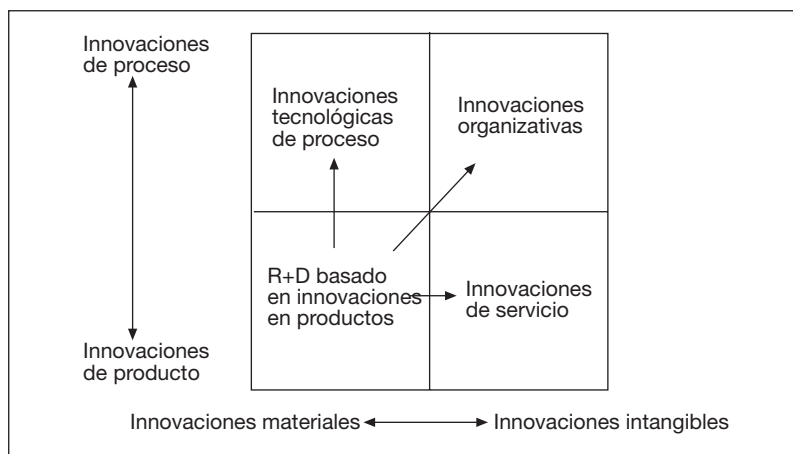 Innovaciones
de proceso
Innovaciones
tecnológicas
de proceso
Innovaciones
organizativas
R+D basado
en innovaciones
en productos
Innovaciones
de servicio
Innovaciones
de producto
Innovaciones materiales
Innovaciones intangibles